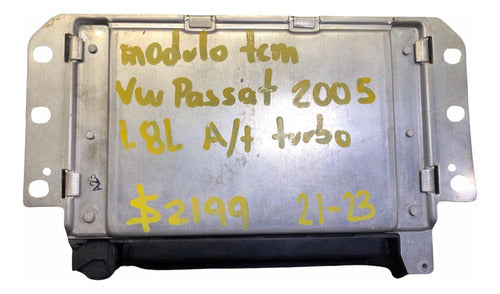 modulo tcm
VW Passat 2005
1.8L A/t turbo
$2199 21-23